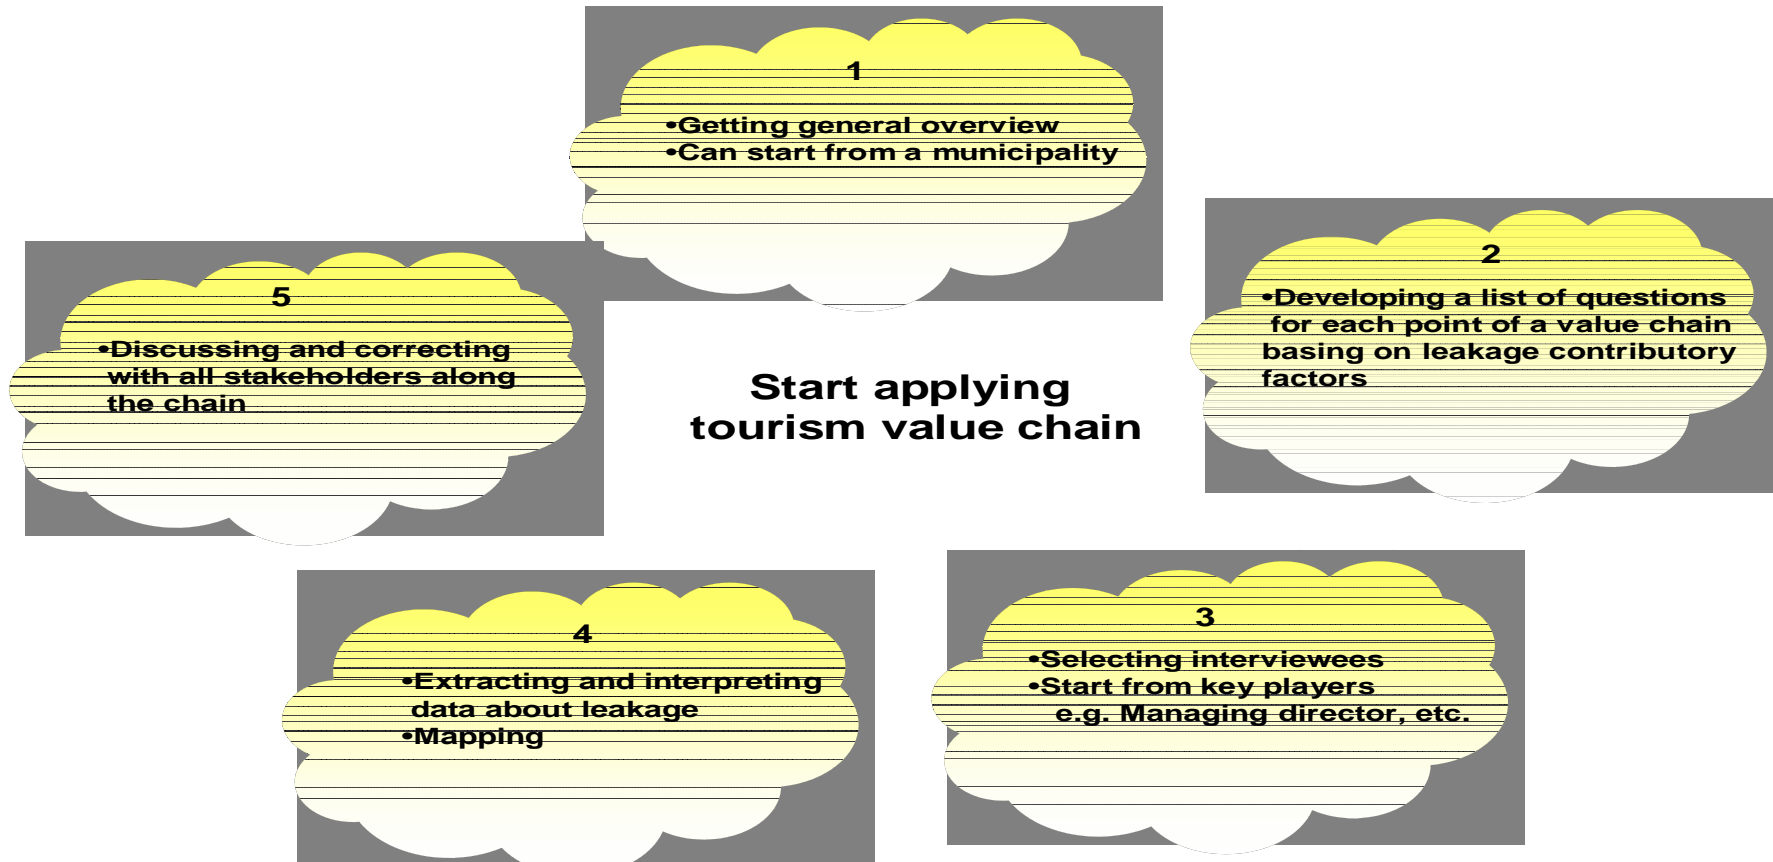 1
•Getting general overview
•Can start from a municipality
2
•Developing a list of questions
for each point of a value chain
basing on leakage contributory
factors
3
•Selecting interviewees
•Start from key players
e.g. Managing director, etc.
4
•Extracting and interpreting
data about leakage
•Mapping
5
•Discussing and correcting
with all stakeholders along
the chain
Start applying
tourism value chain